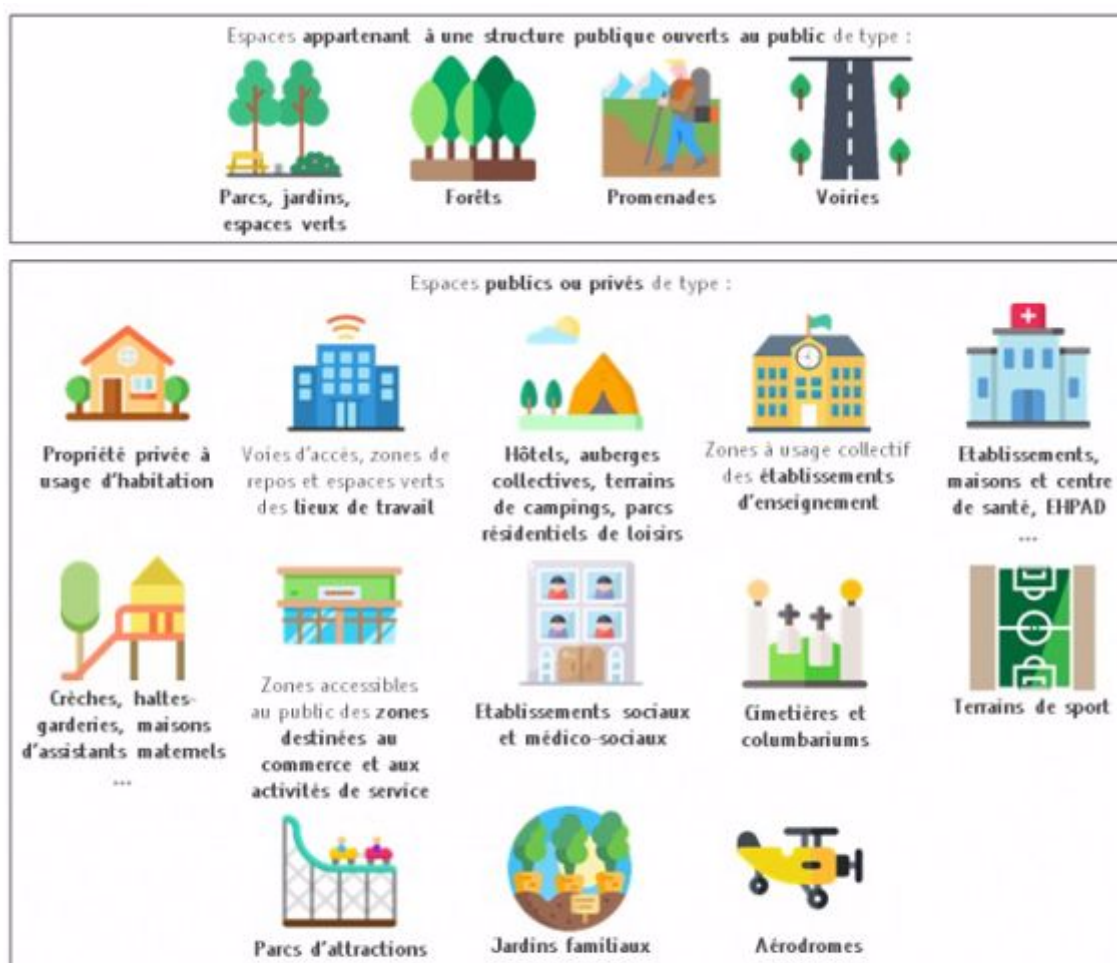 Espaces appartenant à une structure publique ouverts au public de type :
Parcs, jardins,
espaces verts
Forêts
Promenades
Voiries
Espaces publics ou privés de type :
Propriété privée à
usage d'habitation
Voies d'accès, zones de
repos et espaces verts
des lieux de travail
Hôtels, auberges
collectives, terrains
de campings, parcs
résidentiels de loisirs
Zones à usage collectif
des établissements
d'enseignement
Etablissements,
maisons et centre
de santé, EHPAD
...
Crèches, haltes-
garderies, maisons
d'assistants maternels
...
Zones accessibles
au public des zones
destinées au
commerce et aux
activités de service
Etablissements sociaux
et médico-sociaux
Cimetières et
columbariums
Terrains de sport
Parcs d'attractions
Jardins familiaux
Aérodromes